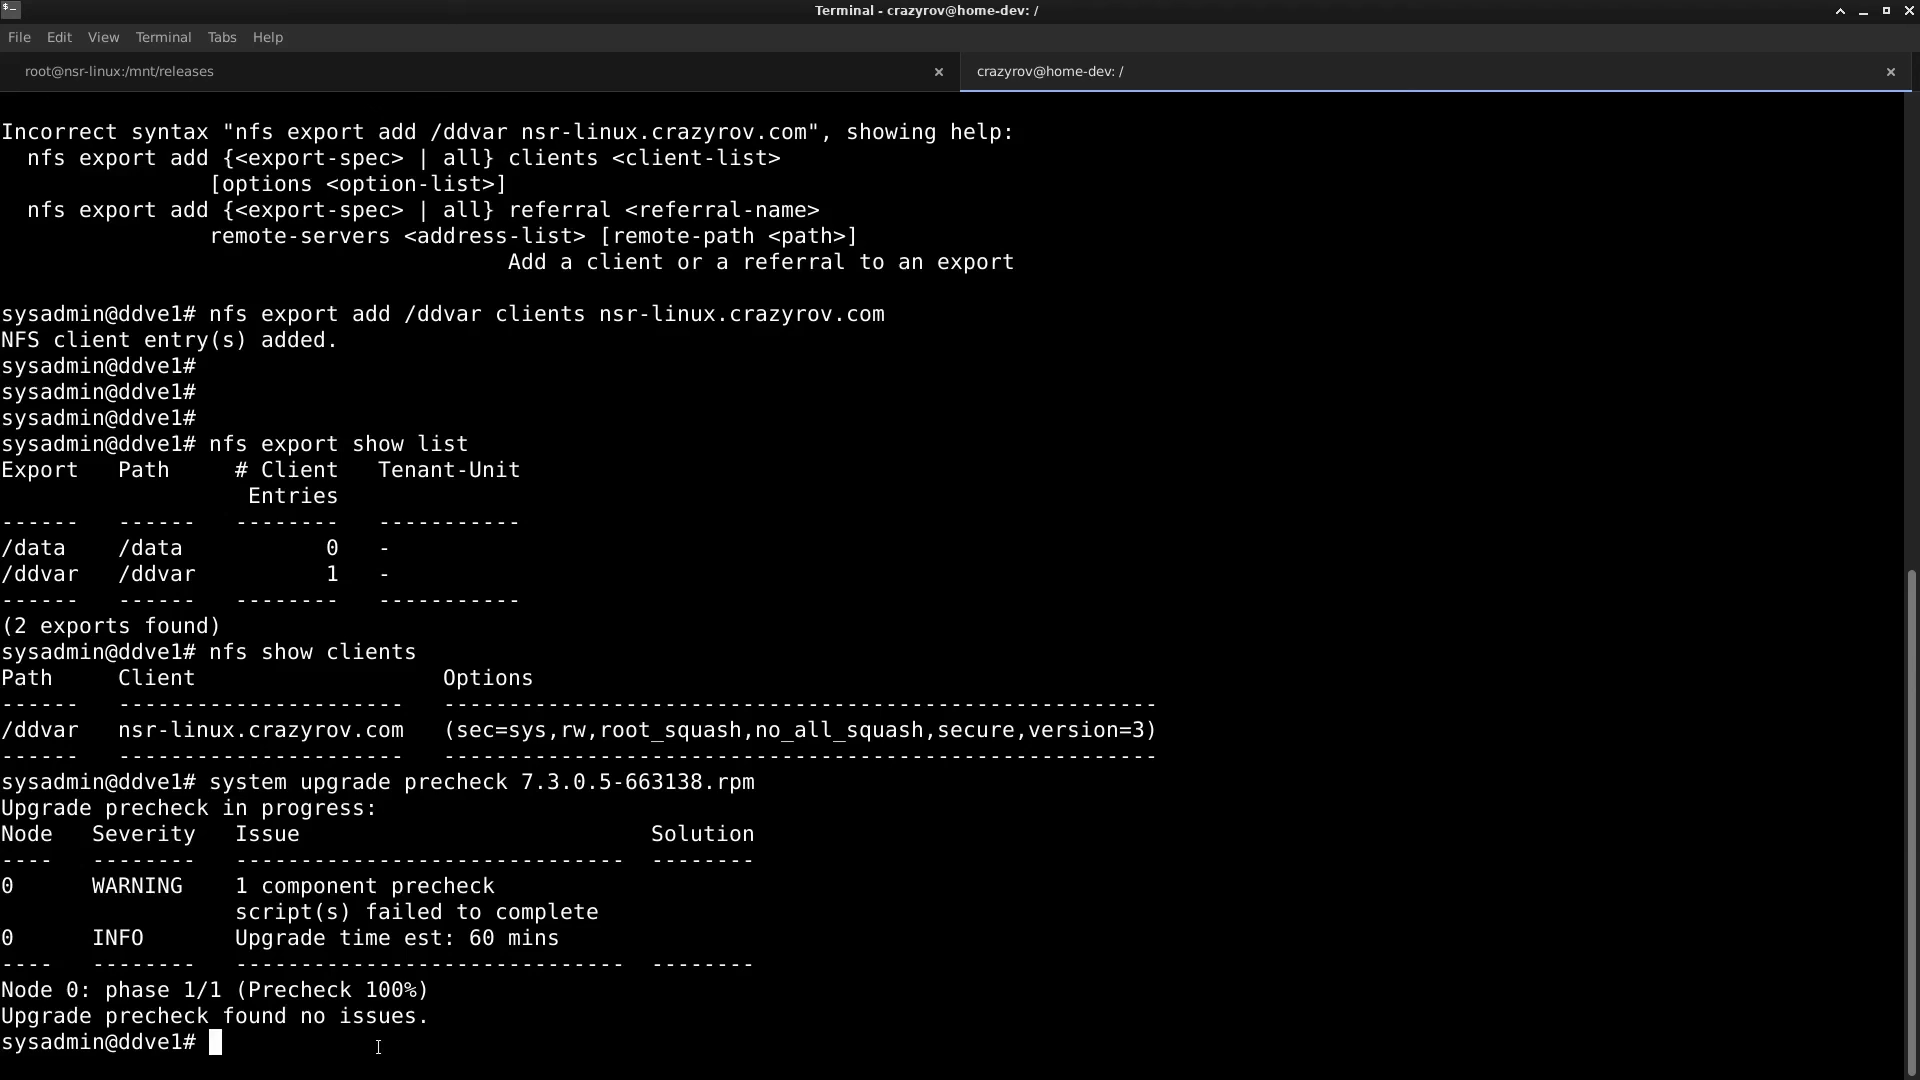 Terminal - crazyrov@home-dev: /
File Edit View Terminal Tabs Help
root@nsr-linux:/mnt/releases
crazyrov@home-dev: /
Incorrect syntax "nfs export add /ddvar nsr-linux.crazyrov.com", showing help:
  nfs export add {<export-spec> | all} clients <client-list>
                [options <option-list>]
  nfs export add {<export-spec> | all} referral <referral-name>
                remote-servers <address-list> [remote-path <path>]
                                       Add a client or a referral to an export
sysadmin@ddve1# nfs export add /ddvar clients nsr-linux.crazyrov.com
NFS client entry(s) added.
sysadmin@ddve1#
sysadmin@ddve1#
sysadmin@ddve1#
sysadmin@ddve1# nfs export show list
Export   Path     # Client   Tenant-Unit
                   Entries
------   ------   --------   -----------
/data    /data           0   -
/ddvar   /ddvar          1   -
------   ------   --------   -----------
(2 exports found)
sysadmin@ddve1# nfs show clients
Path     Client                   Options
------   ----------------------   -------------------------------------------------------
/ddvar   nsr-linux.crazyrov.com   (sec=sys,rw,root_squash,no_all_squash,secure,version=3)
------   ----------------------   -------------------------------------------------------
sysadmin@ddve1# system upgrade precheck 7.3.0.5-663138.rpm
Upgrade precheck in progress:
Node   Severity   Issue                           Solution
----   --------   ------------------------------  --------
0      WARNING    1 component precheck
                  script(s) failed to complete
0      INFO       Upgrade time est: 60 mins
----   --------   ------------------------------  --------
Node 0: phase 1/1 (Precheck 100%)
Upgrade precheck found no issues.
sysadmin@ddve1#